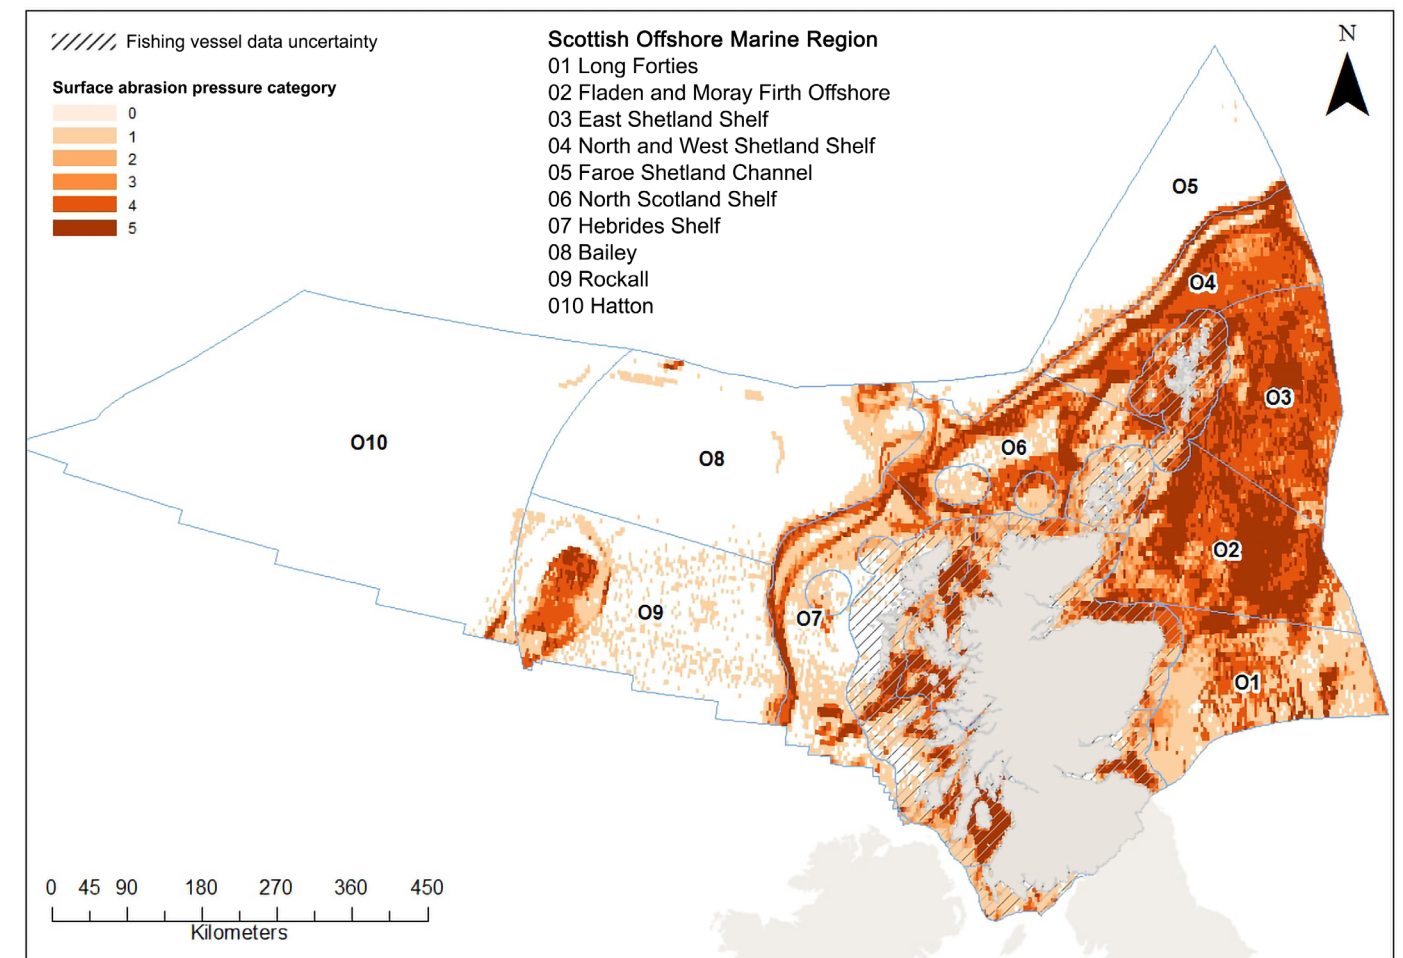 Fishing vessel data uncertainty
Surface abrasion pressure category
0
1
2
3
4
5
Scottish Offshore Marine Region
01 Long Forties
02 Fladen and Moray Firth Offshore
03 East Shetland Shelf
04 North and West Shetland Shelf
05 Faroe Shetland Channel
06 North Scotland Shelf
07 Hebrides Shelf
08 Bailey
09 Rockall
010 Hatton
N
O5
O4
O3
O10
O8
O6
O2
O9
O7
O1
0 45 90 180 270 360 450
Kilometers